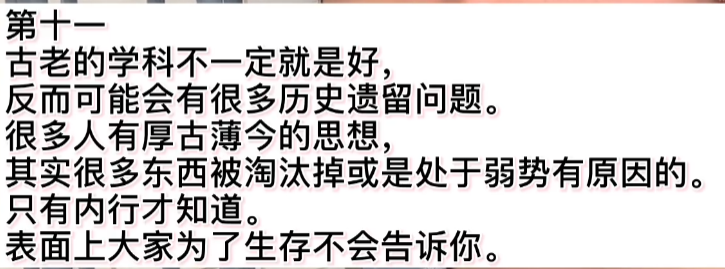 第十一
古老的学科不一定就是好，
反而可能会有很多历史遗留问题。
很多人有厚古薄今的思想，
其实很多东西被淘汰掉或是处于弱势有原因的。
只有内行才知道。
表面上大家为了生存不会告诉你。